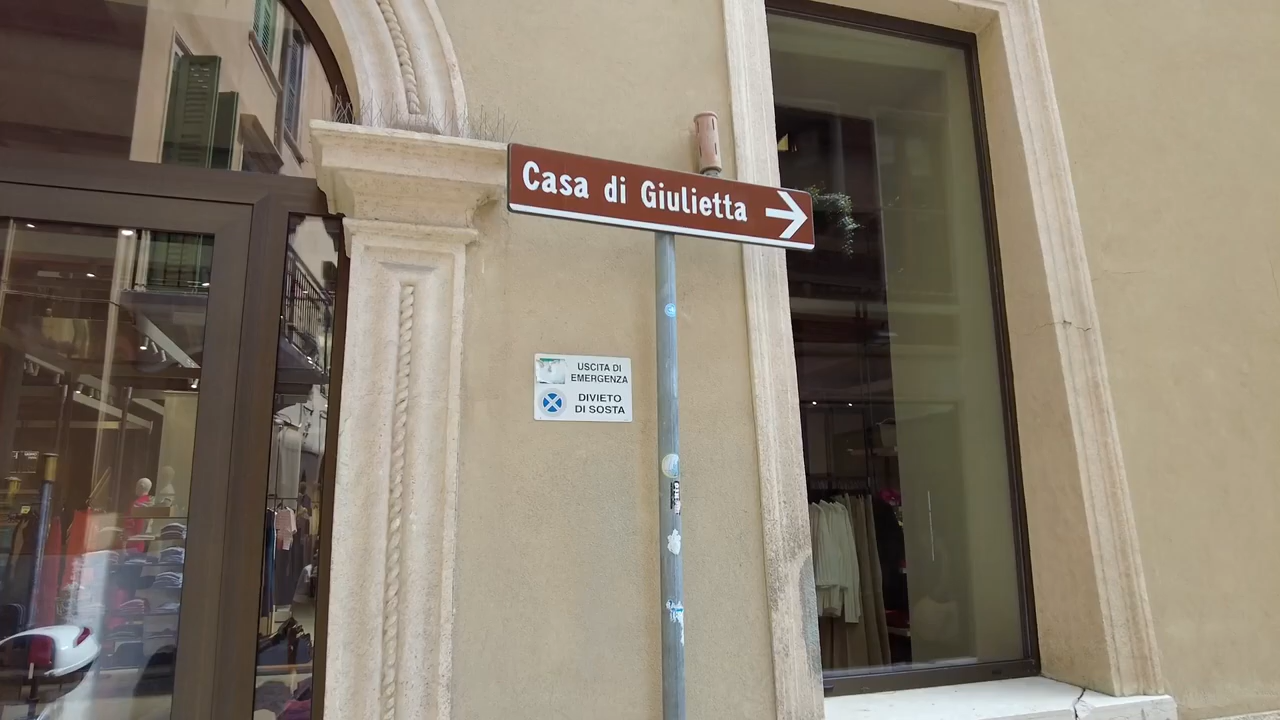 Casa di Giulietta
USCITA DI
EMERGENZA
DIVIETO
DI SOSTA